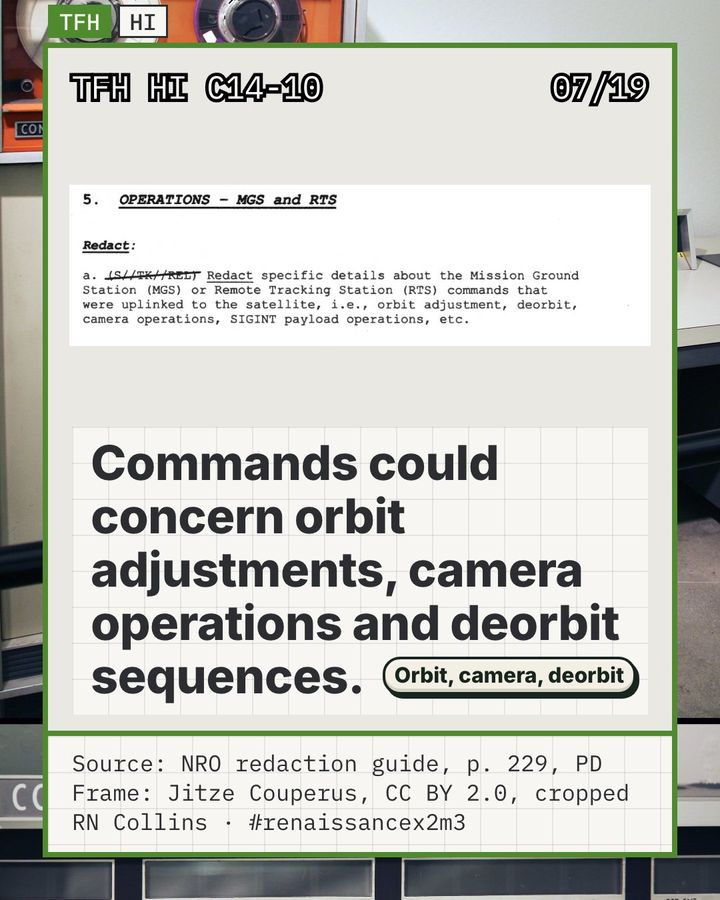 TFH HI
TFH HI C14-10 07/19
5. OPERATIONS - MGS and RTS
Redact:
a. (S//TK//REL) Redact specific details about the Mission Ground
Station (MGS) or Remote Tracking Station (RTS) commands that
were uplinked to the satellite, i.e., orbit adjustment, deorbit,
camera operations, SIGINT payload operations, etc.
Commands could
concern orbit
adjustments, camera
operations and deorbit
sequences. Orbit, camera, deorbit
Source: NRO redaction guide, p. 229, PD
Frame: Jitze Couperus, CC BY 2.0, cropped
RN Collins · #renaissancex2m3